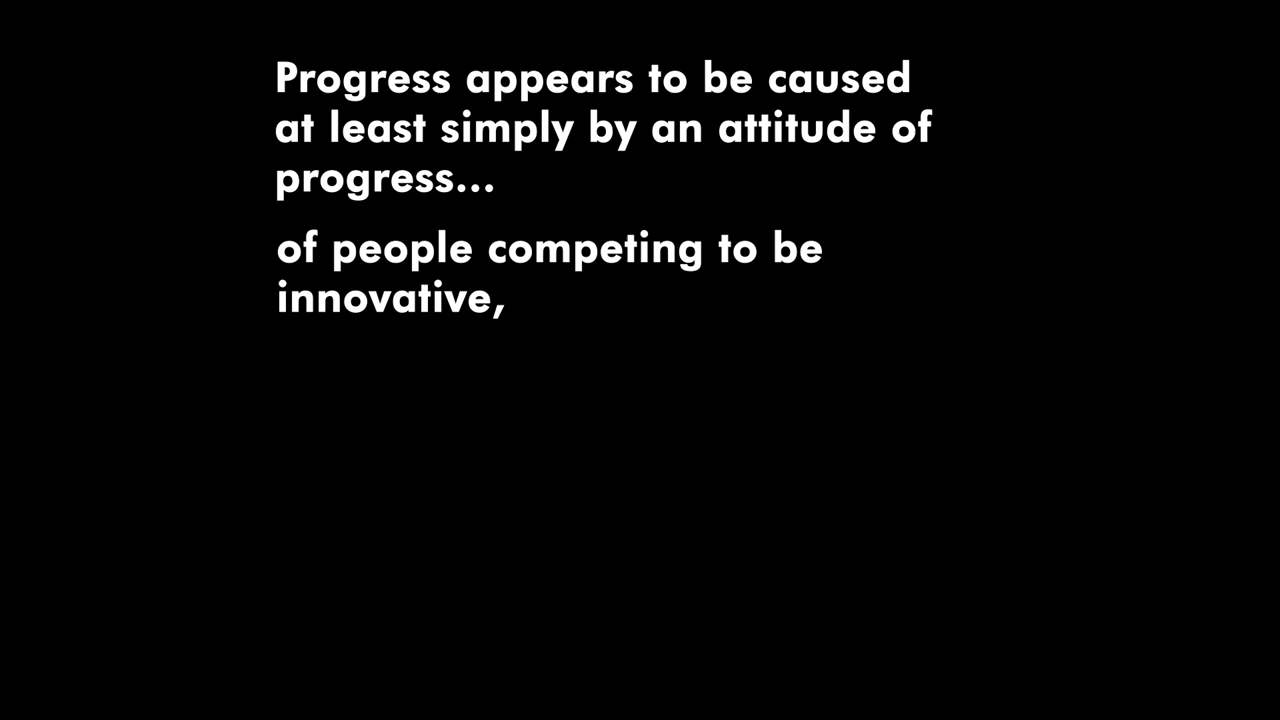 Progress appears to be caused
at least simply by an attitude of
progress...
of people competing to be
innovative,